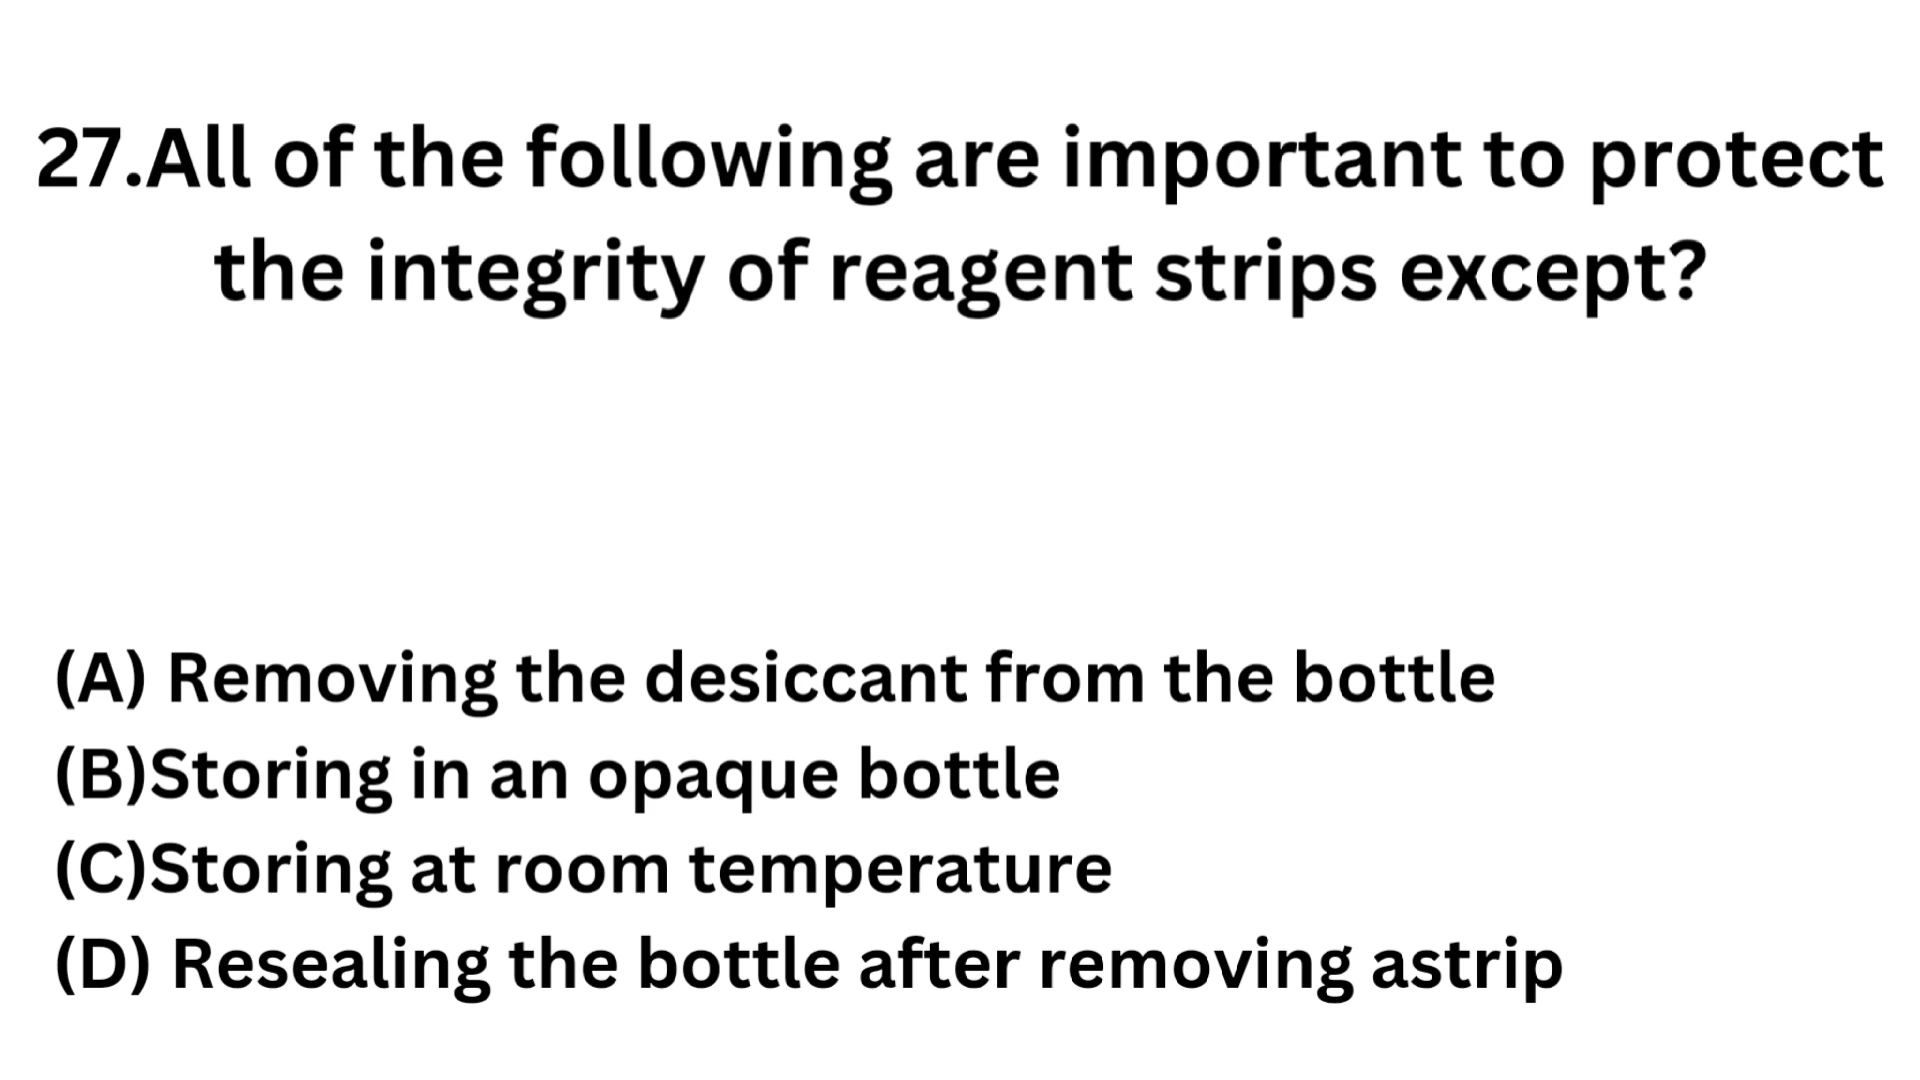 27.All of the following are important to protect
the integrity of reagent strips except?
(A) Removing the desiccant from the bottle
(B)Storing in an opaque bottle
(C)Storing at room temperature
(D) Resealing the bottle after removing astrip